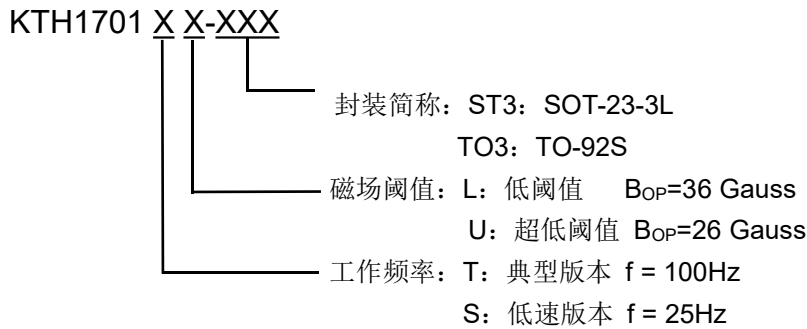 KTH1701 X X-XXX
封装简称：ST3：SOT-23-3L
TO3：TO-92S
磁场阈值：L：低阈值 BOP=36 Gauss
U：超低阈值 BOP=26 Gauss
工作频率：T：典型版本 f = 100Hz
S：低速版本 f = 25Hz